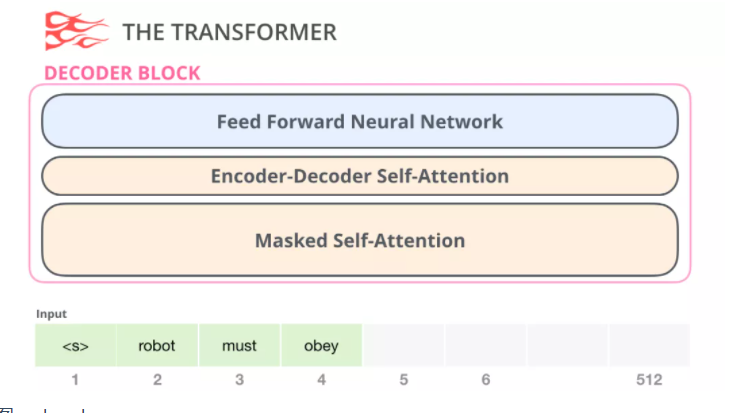 THE TRANSFORMER
DECODER BLOCK
Feed Forward Neural Network
Encoder-Decoder Self-Attention
Masked Self-Attention
Input
<s> robot must obey
1 2 3 4 5 6 512